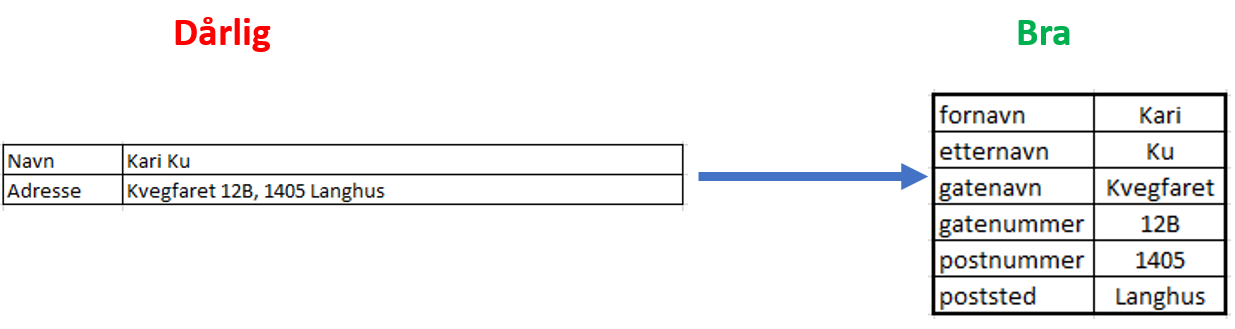 Dårlig
Bra
Navn Kari Ku
Adresse Kvegfaret 12B, 1405 Langhus
fornavn Kari
etternavn Ku
gatenavn Kvegfaret
gatenummer 12B
postnummer 1405
poststed Langhus